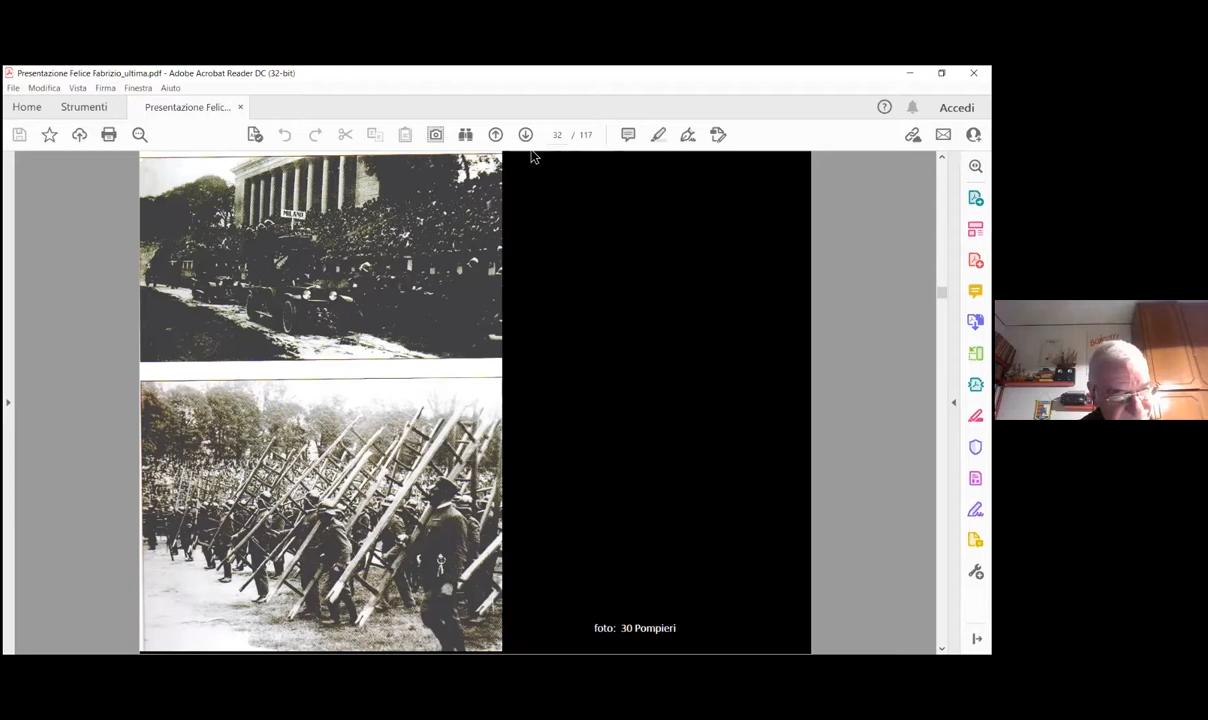 Presentazione Felice Fabrizio_ultima.pdf - Adobe Acrobat Reader DC (32-bit)
File Modifica Vista Firma Finestra Aiuto
Home Strumenti Presentazione Felic... × Accedi
32 / 117
MILANO
foto: 30 Pompieri